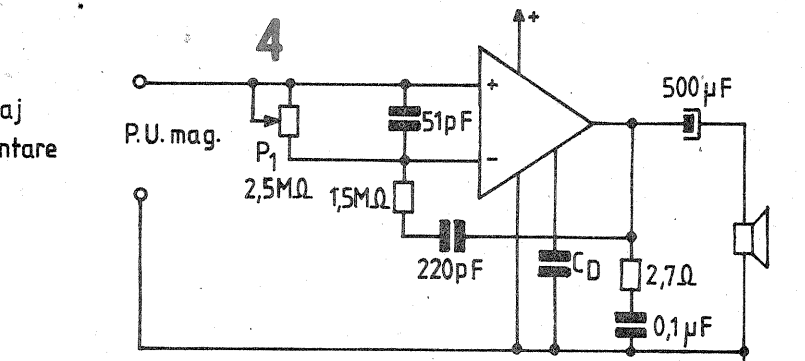 4
aj
ntare
P.U. mag.
P1
2,5MΩ
51pF
1,5MΩ
220pF
+
-
+
CD
500µF
2,7Ω
0,1µF